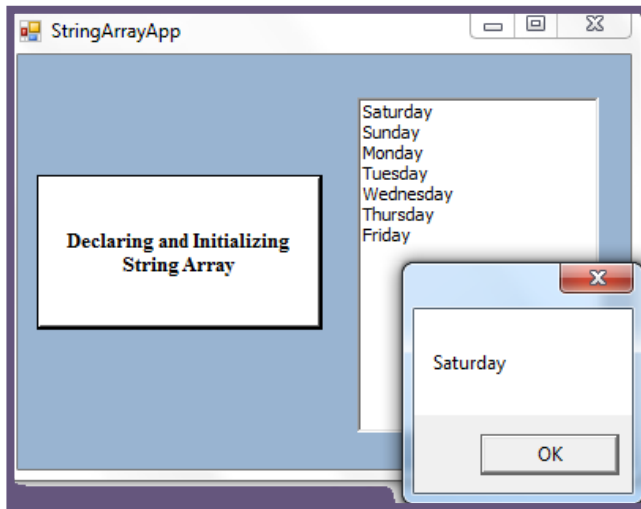 StringArrayApp
Declaring and Initializing
String Array
Saturday
Sunday
Monday
Tuesday
Wednesday
Thursday
Friday
Saturday
OK